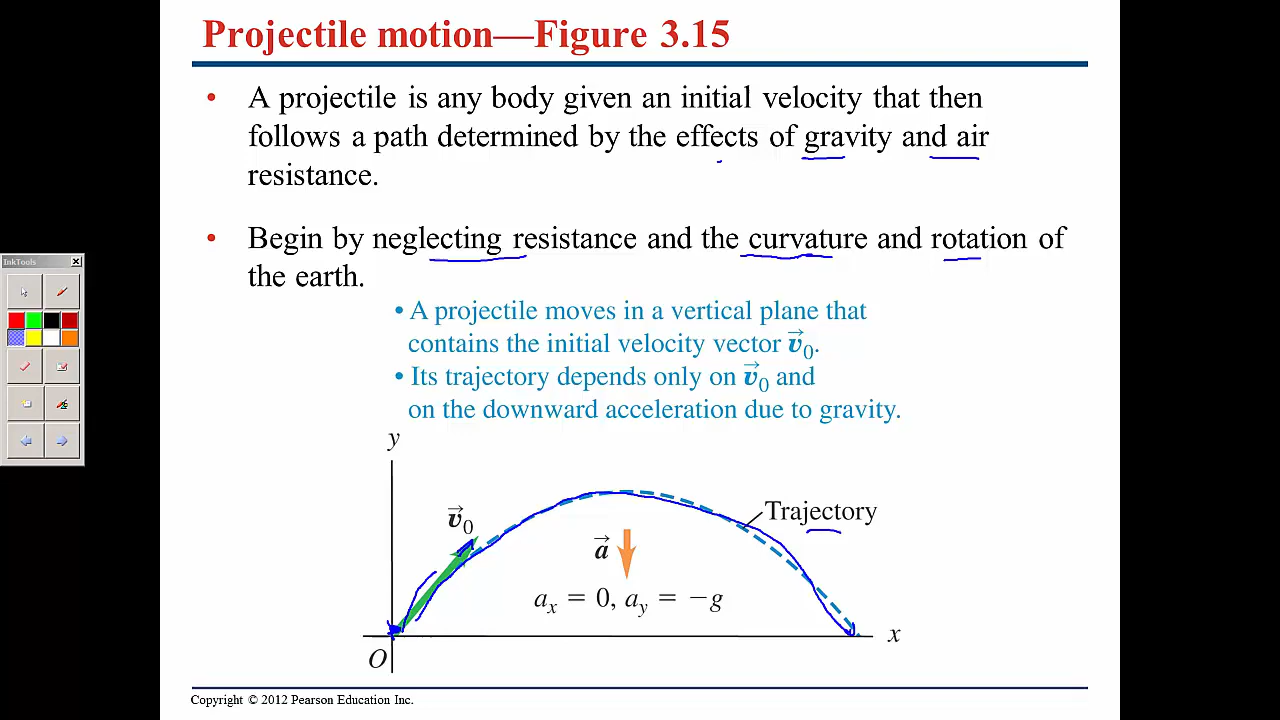 Projectile motion—Figure 3.15
• A projectile is any body given an initial velocity that then
follows a path determined by the effects of gravity and air
resistance.
• Begin by neglecting resistance and the curvature and rotation of
the earth.
InkTools
• A projectile moves in a vertical plane that
contains the initial velocity vector v⃗₀.
• Its trajectory depends only on v⃗₀ and
on the downward acceleration due to gravity.
y
v⃗₀
Trajectory
a⃗
aₓ = 0, a_y = −g
x
O
Copyright © 2012 Pearson Education Inc.